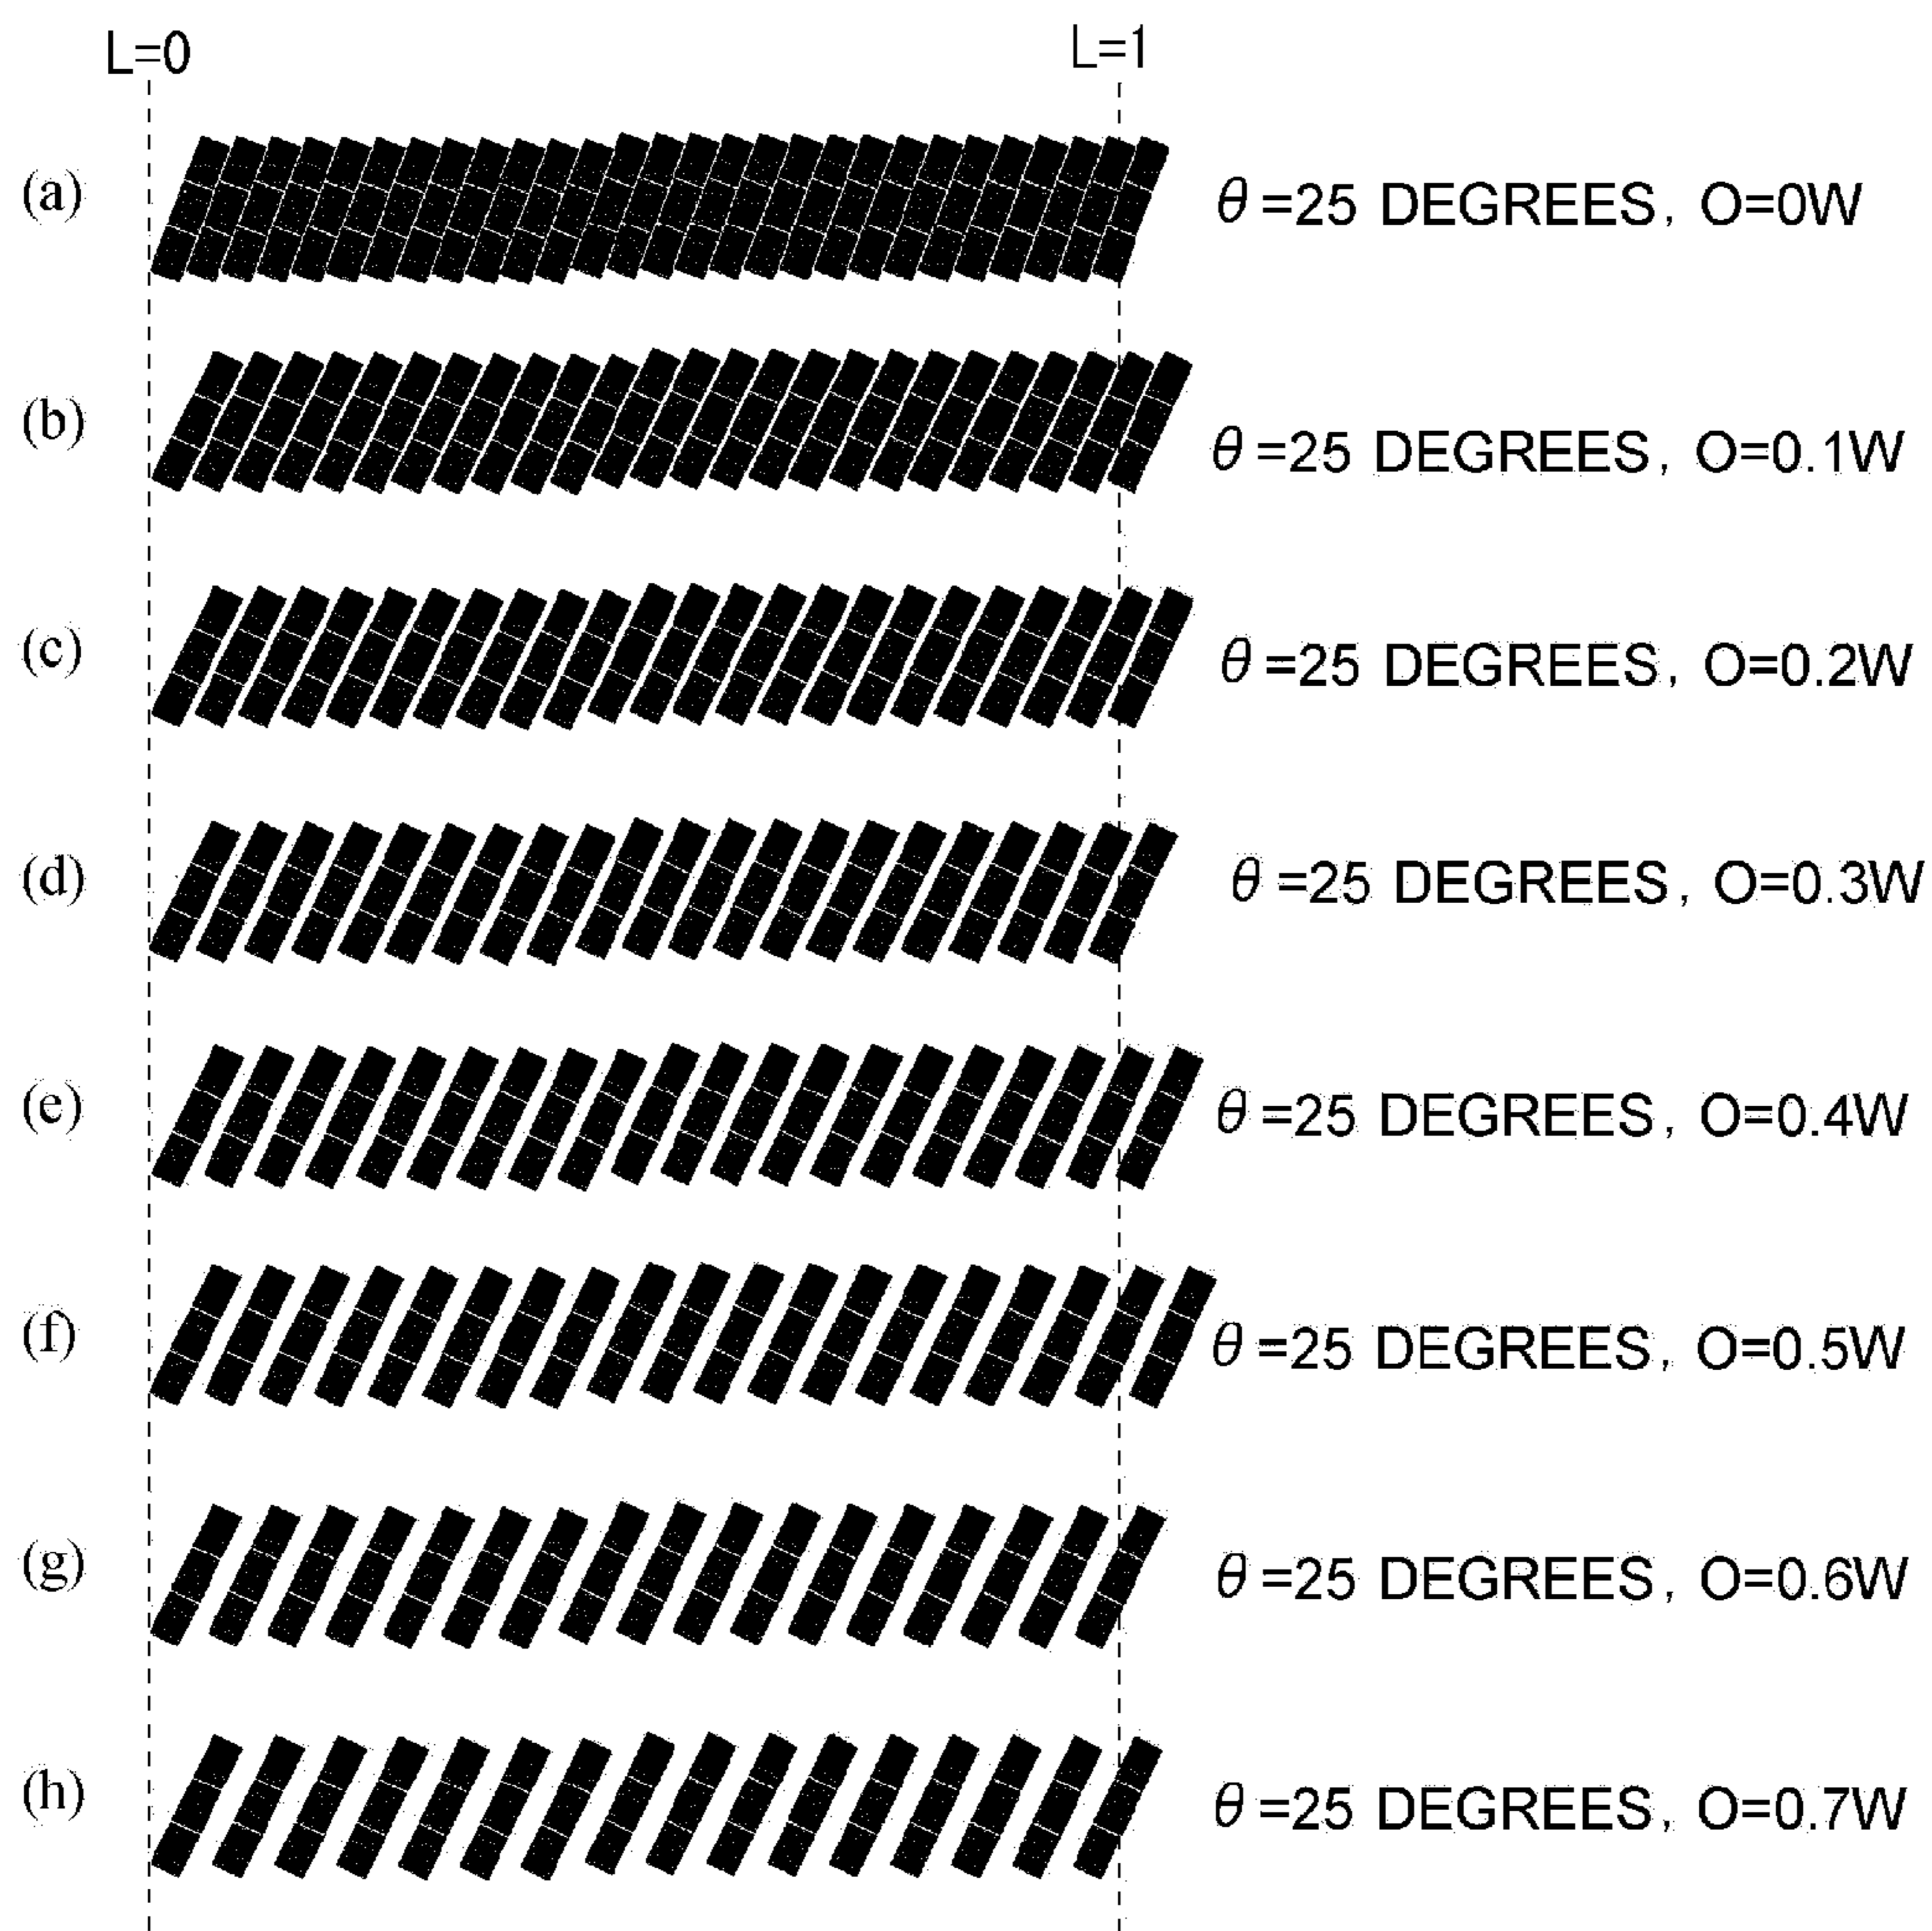 L=0 L=1
(a) θ=25 DEGREES, O=0W
(b) θ=25 DEGREES, O=0.1W
(c) θ=25 DEGREES, O=0.2W
(d) θ=25 DEGREES, O=0.3W
(e) θ=25 DEGREES, O=0.4W
(f) θ=25 DEGREES, O=0.5W
(g) θ=25 DEGREES, O=0.6W
(h) θ=25 DEGREES, O=0.7W